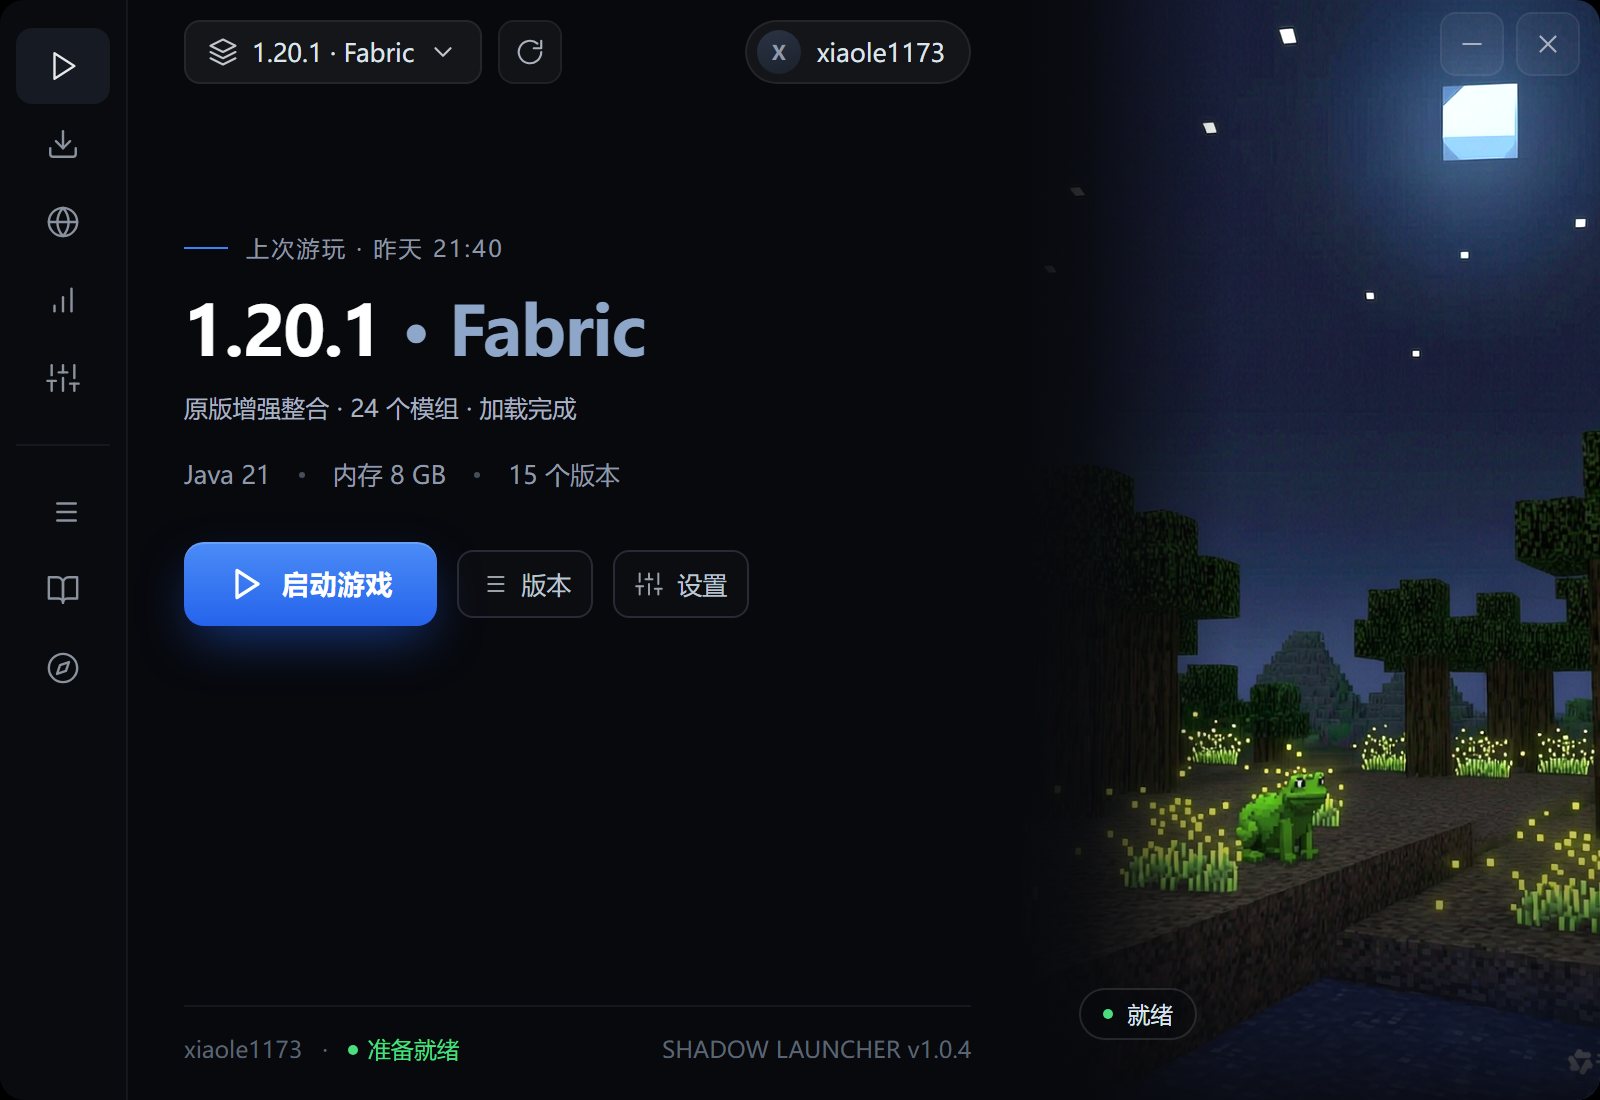 1.20.1 · Fabric
X xiaole1173
上次游玩 · 昨天 21:40
1.20.1 • Fabric
原版增强整合 · 24 个模组 · 加载完成
Java 21 • 内存 8 GB • 15 个版本
启动游戏 版本 设置
就绪
xiaole1173 · 准备就绪 SHADOW LAUNCHER v1.0.4